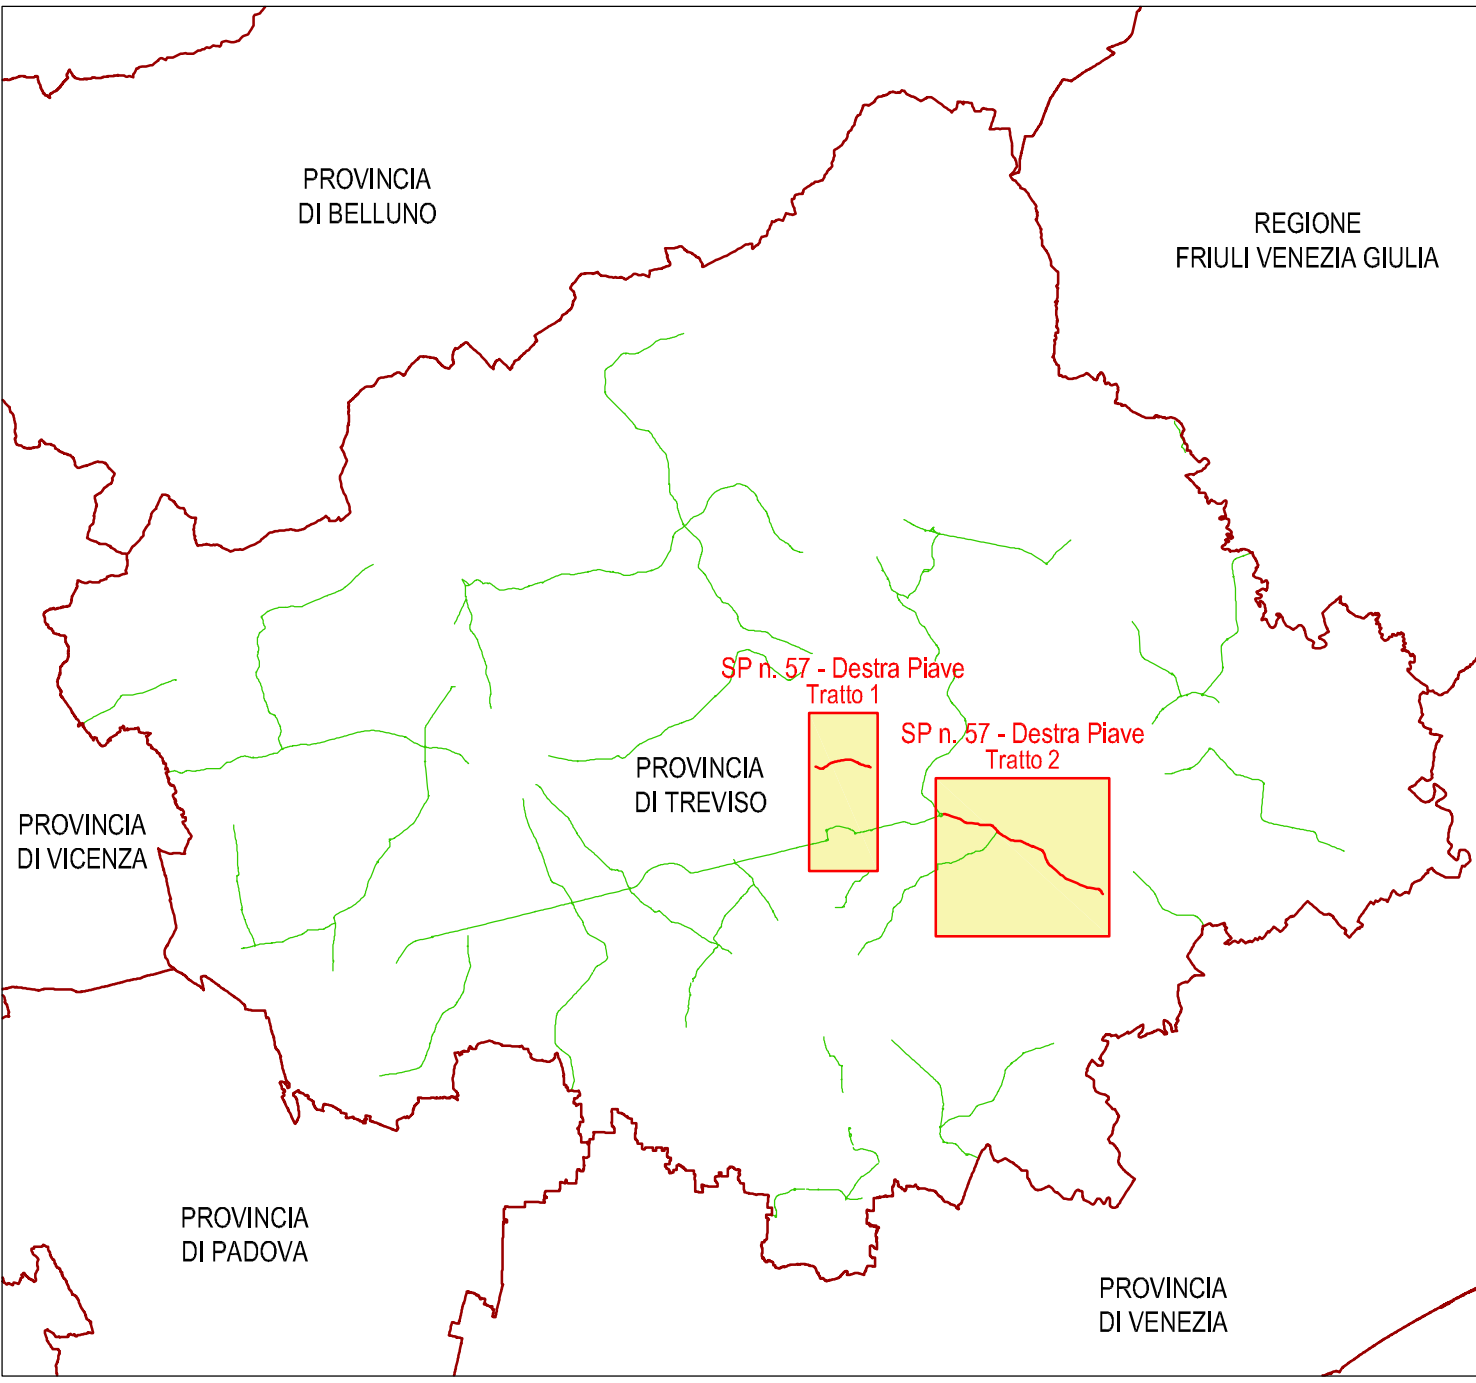 PROVINCIA
DI BELLUNO
REGIONE
FRIULI VENEZIA GIULIA
SP n. 57 - Destra Piave
Tratto 1
SP n. 57 - Destra Piave
Tratto 2
PROVINCIA
DI TREVISO
PROVINCIA
DI VICENZA
PROVINCIA
DI PADOVA
PROVINCIA
DI VENEZIA